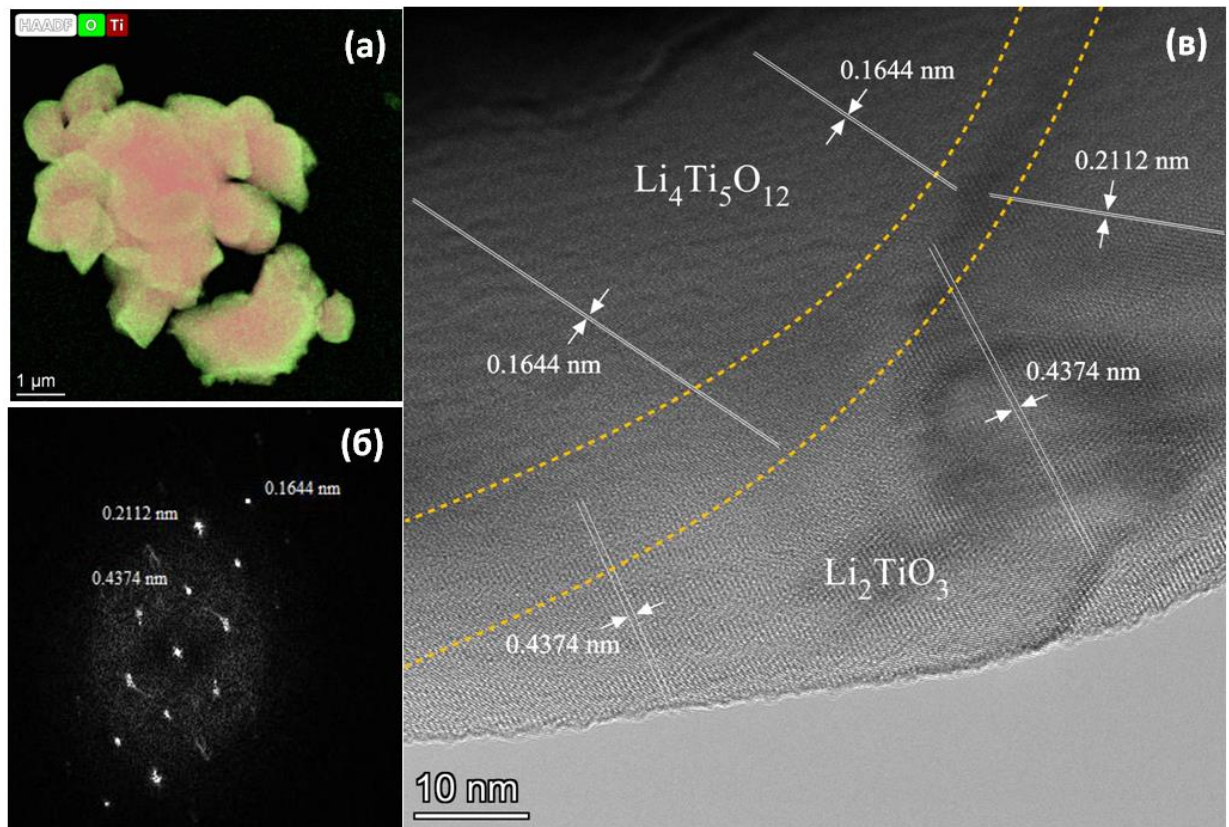 HAADF O Ti
(а)
1 µm
(б)
0.1644 nm
0.2112 nm
0.4374 nm
(в)
0.1644 nm
0.2112 nm
Li₄Ti₅O₁₂
0.1644 nm
0.4374 nm
Li₂TiO₃
0.4374 nm
10 nm